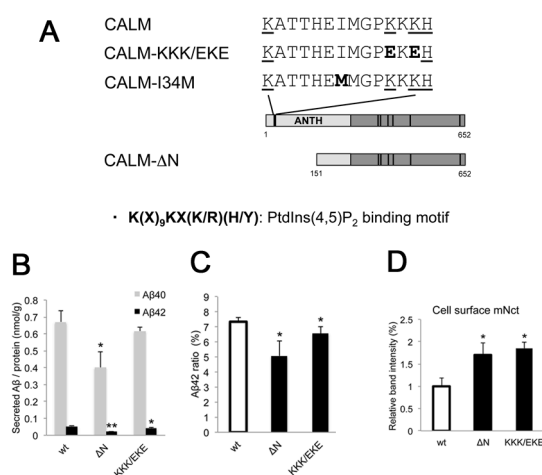 A
CALM KATTHEIMGPKKKH
CALM-KKK/EKE KATTHEIMGPEKEH
CALM-I34M KATTHEMMGPKKKH
ANTH
1 652
CALM-ΔN
151 652
• K(X)₉KX(K/R)(H/Y): PtdIns(4,5)P₂ binding motif
B
Aβ40
Aβ42
Secreted Aβ / protein (nmol/g)
0.8
0.7
0.6
0.5
0.4
0.3
0.2
0.1
0
*
**
*
wt ΔN KKK/EKE
C
Aβ42 ratio (%)
9
8
7
6
5
4
3
2
1
0
*
*
wt ΔN KKK/EKE
D
Cell surface mNct
Relative band intensity (%)
2.5
2
1.5
1
0.5
0
*
*
wt ΔN KKK/EKE